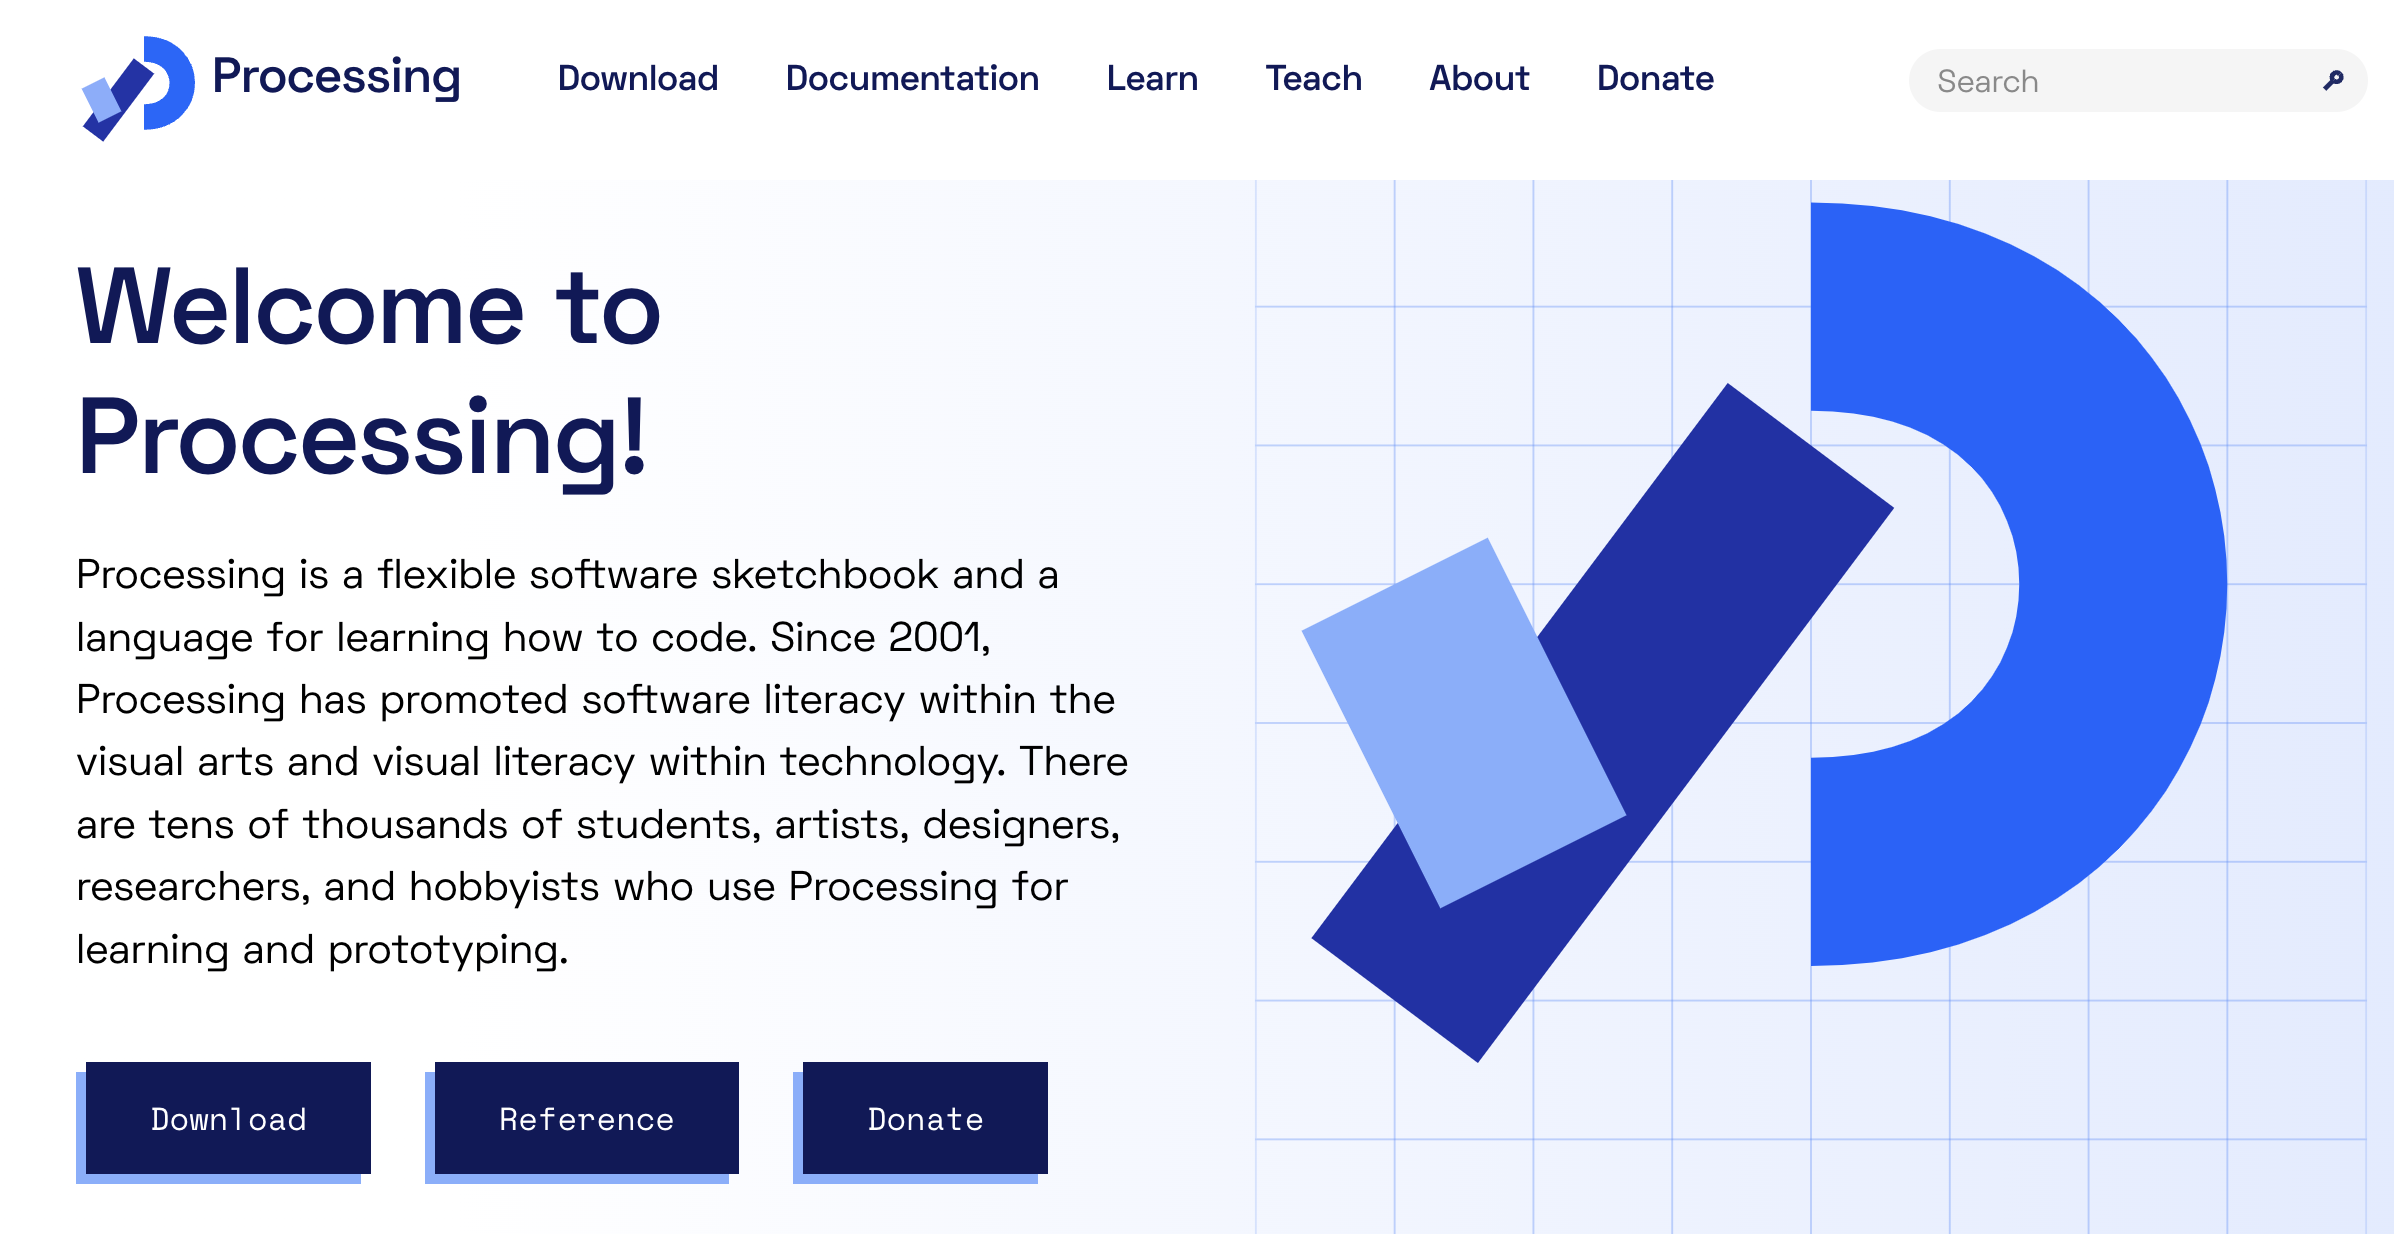 Processing Download Documentation Learn Teach About Donate Search
Welcome to
Processing!
Processing is a flexible software sketchbook and a
language for learning how to code. Since 2001,
Processing has promoted software literacy within the
visual arts and visual literacy within technology. There
are tens of thousands of students, artists, designers,
researchers, and hobbyists who use Processing for
learning and prototyping.
Download Reference Donate